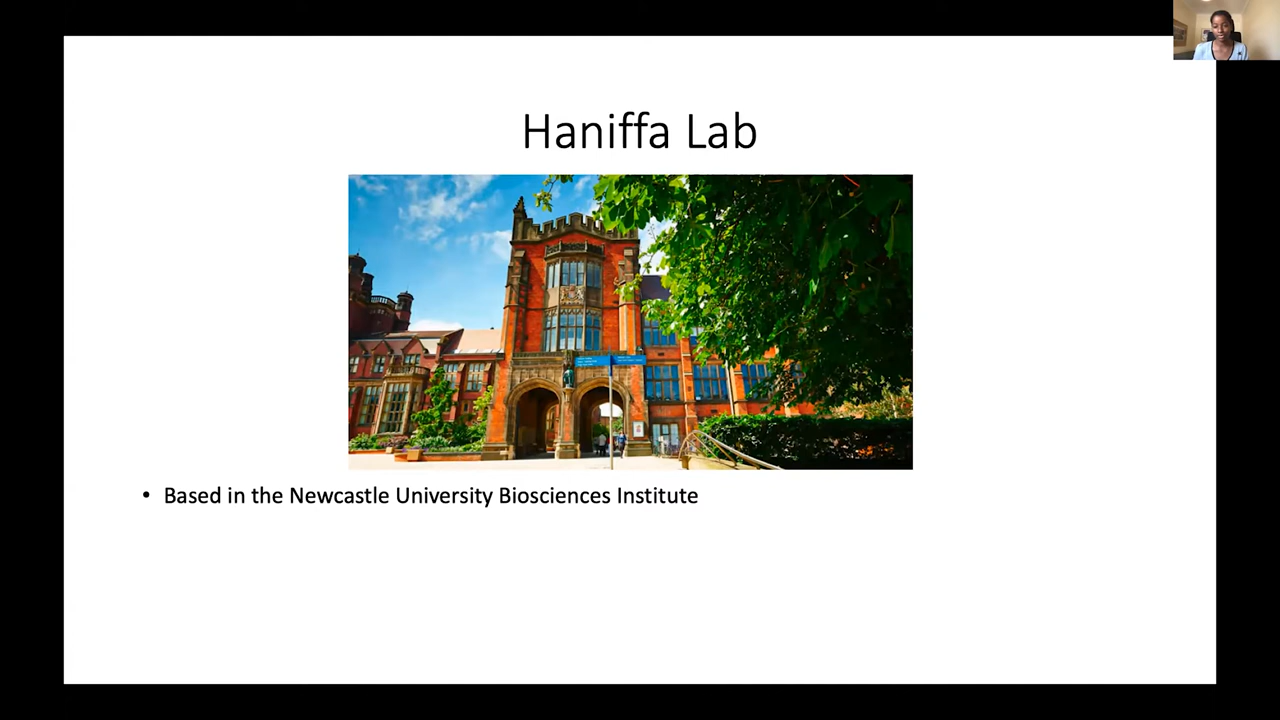 Haniffa Lab
• Based in the Newcastle University Biosciences Institute